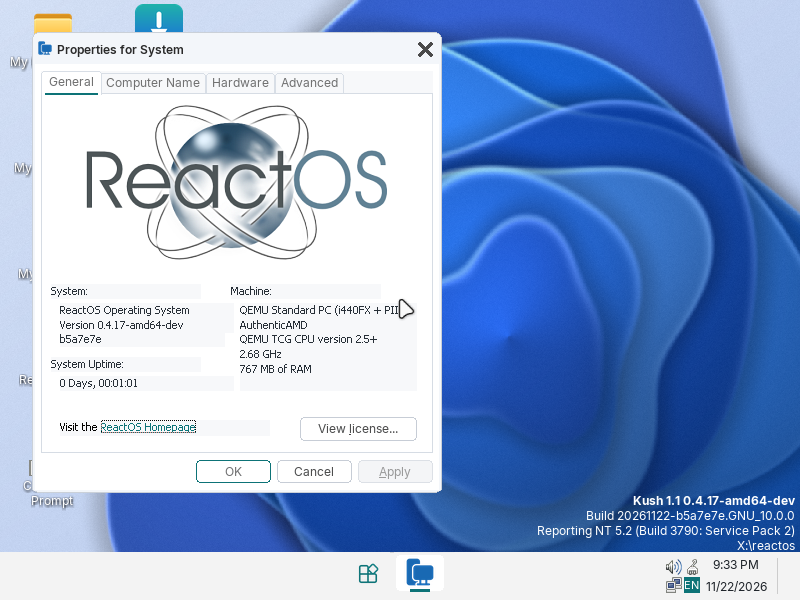 Properties for System
General
Computer Name
Hardware
Advanced
ReactOS
System:
ReactOS Operating System
Version 0.4.17-amd64-dev
b5a7e7e
System Uptime:
0 Days, 00:01:01
Machine:
QEMU Standard PC (i440FX + PII
AuthenticAMD
QEMU TCG CPU version 2.5+
2.68 GHz
767 MB of RAM
Visit the ReactOS Homepage
View license...
OK
Cancel
Apply
My
My
My
Re
Prompt
Kush 1.1 0.4.17-amd64-dev
Build 20261122-b5a7e7e.GNU_10.0.0
Reporting NT 5.2 (Build 3790: Service Pack 2)
X:\reactos
9:33 PM
EN
11/22/2026